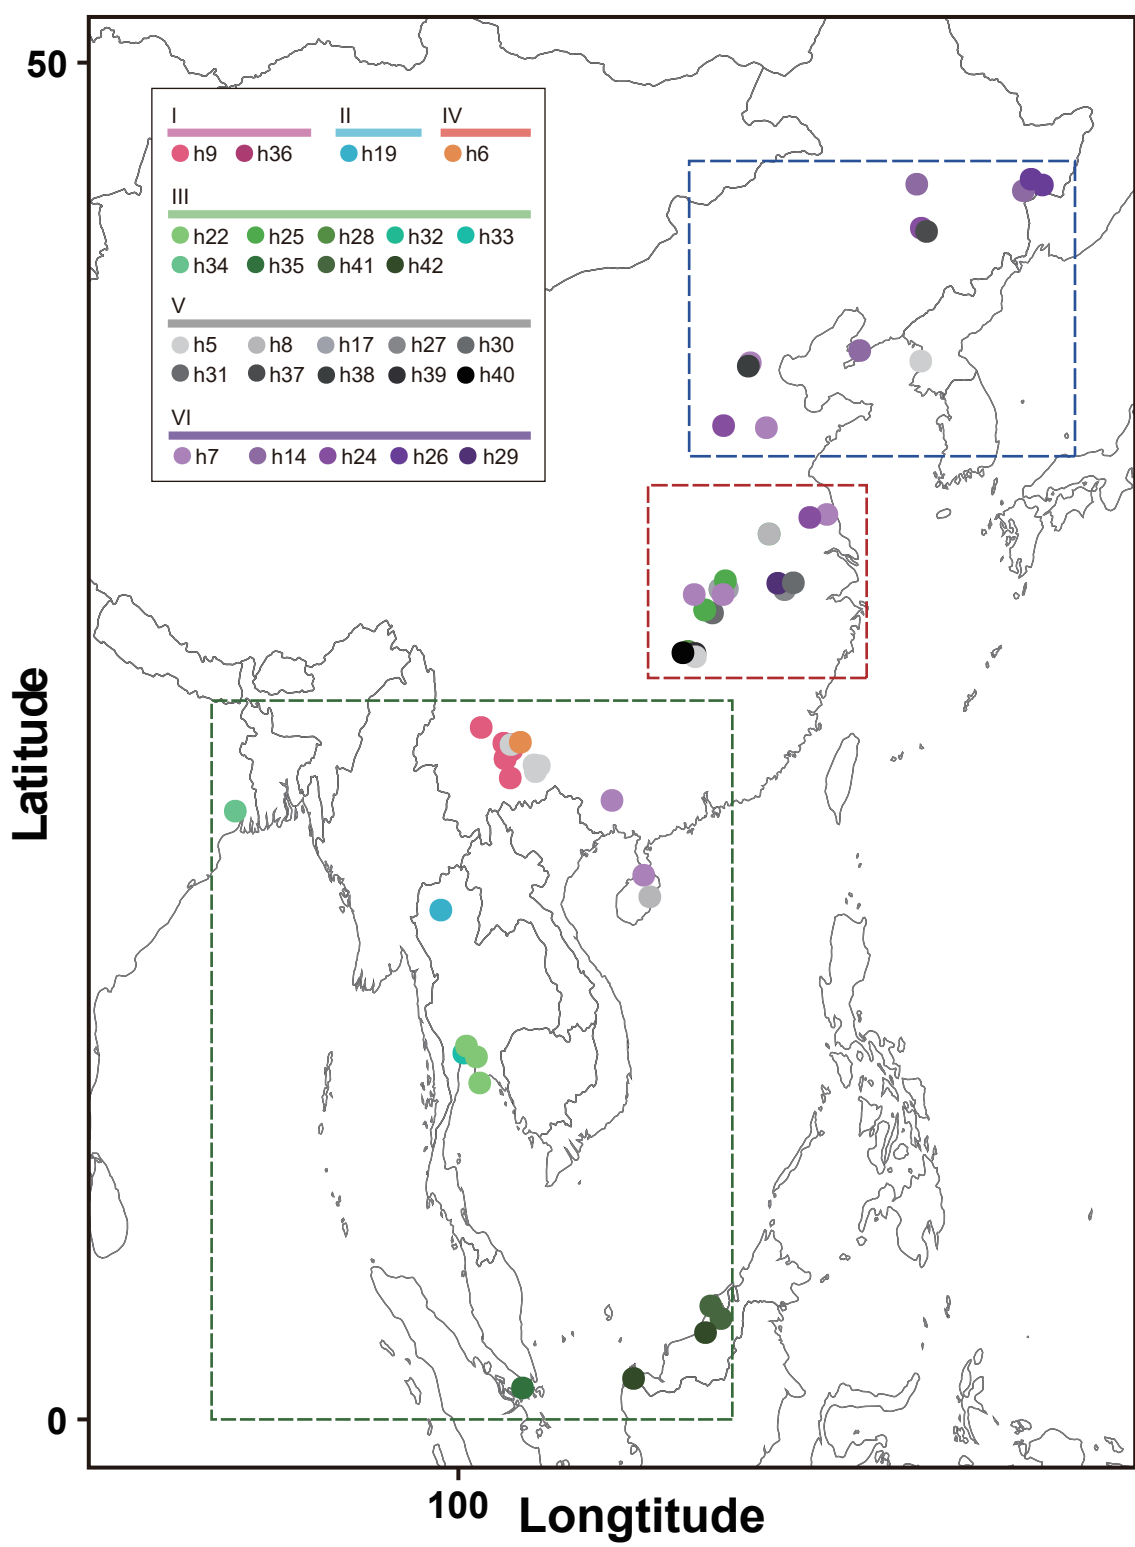 50
I II IV
h9 h36 h19 h6
III
h22 h25 h28 h32 h33
h34 h35 h41 h42
V
h5 h8 h17 h27 h30
h31 h37 h38 h39 h40
VI
h7 h14 h24 h26 h29
Latitude
0
100
Longtitude